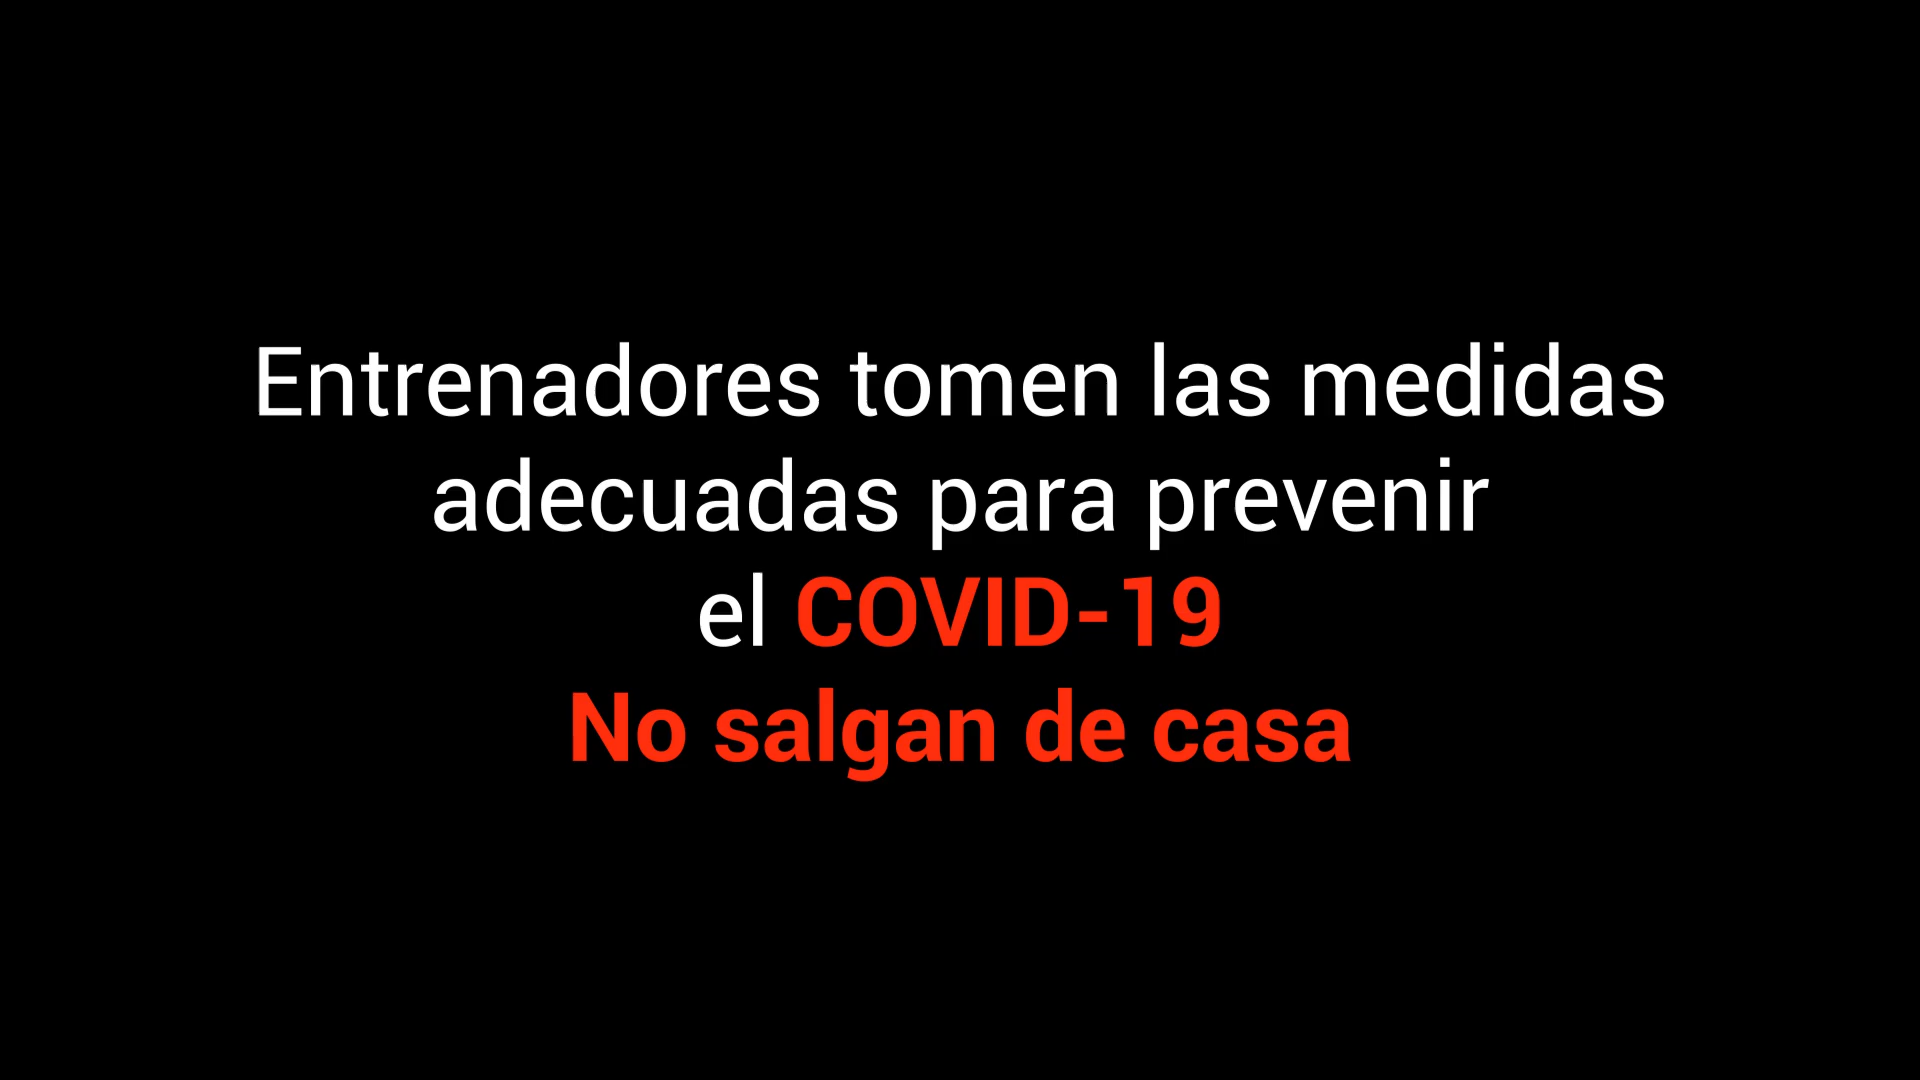 Entrenadores tomen las medidas
adecuadas para prevenir
el COVID-19
No salgan de casa